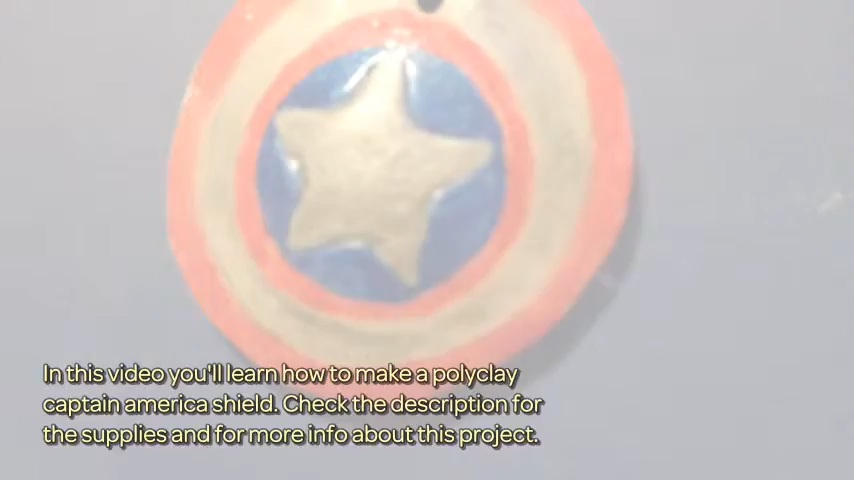 In this video you'll learn how to make a polyclay
captain america shield. Check the description for
the supplies and for more info about this project.